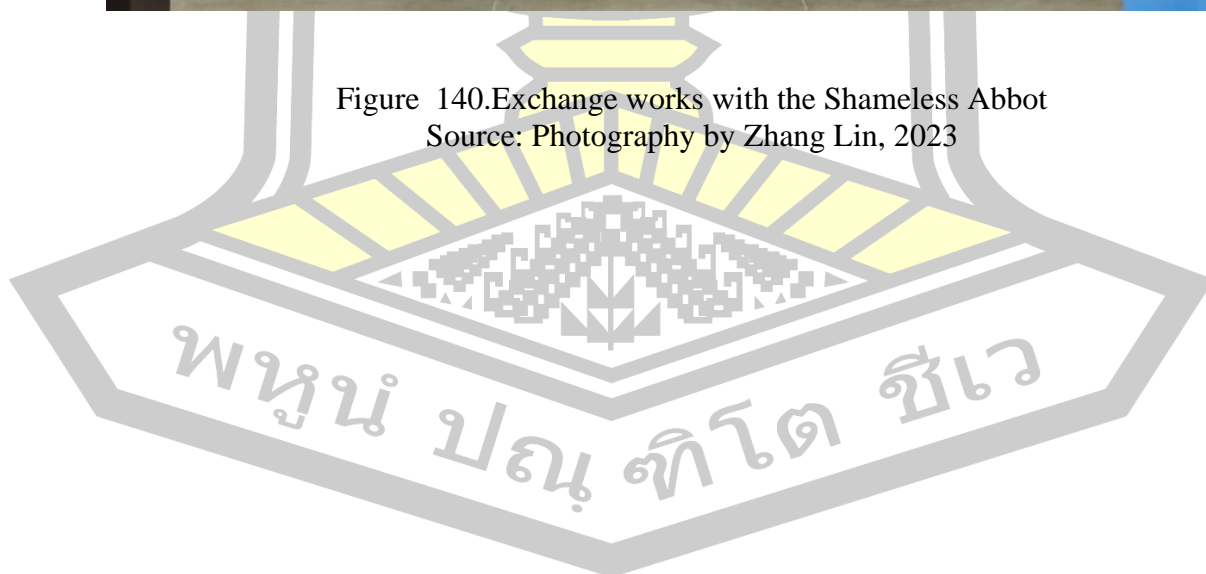 Figure  140.Exchange works with the Shameless Abbot
Source: Photography by Zhang Lin, 2023
พหูนํ ปณฺฑิโต ชีเว